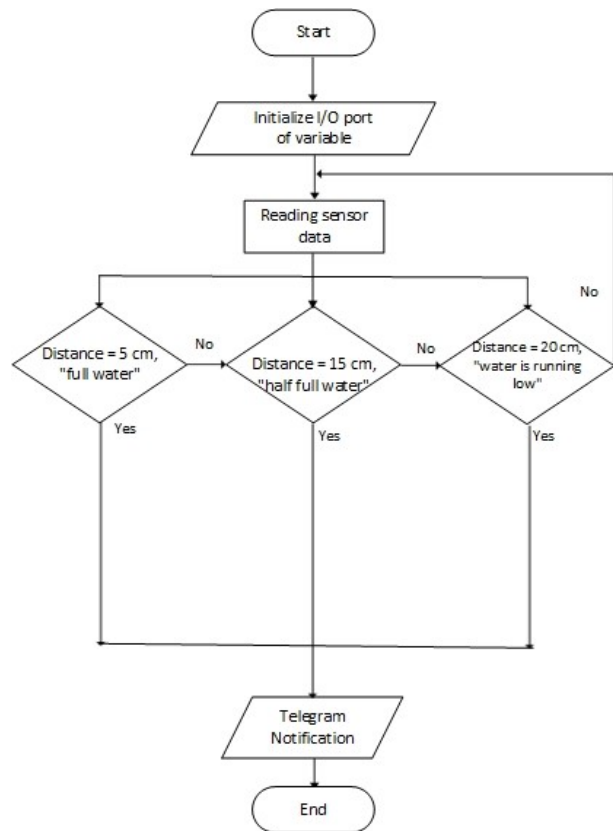 Start
Initialize I/O port
of variable
Reading sensor
data
No
Distance = 5 cm,
"full water"
No
Distance = 15 cm,
"half full water"
No
Distance = 20 cm,
"water is running
low"
Yes
Yes
Yes
Telegram
Notification
End